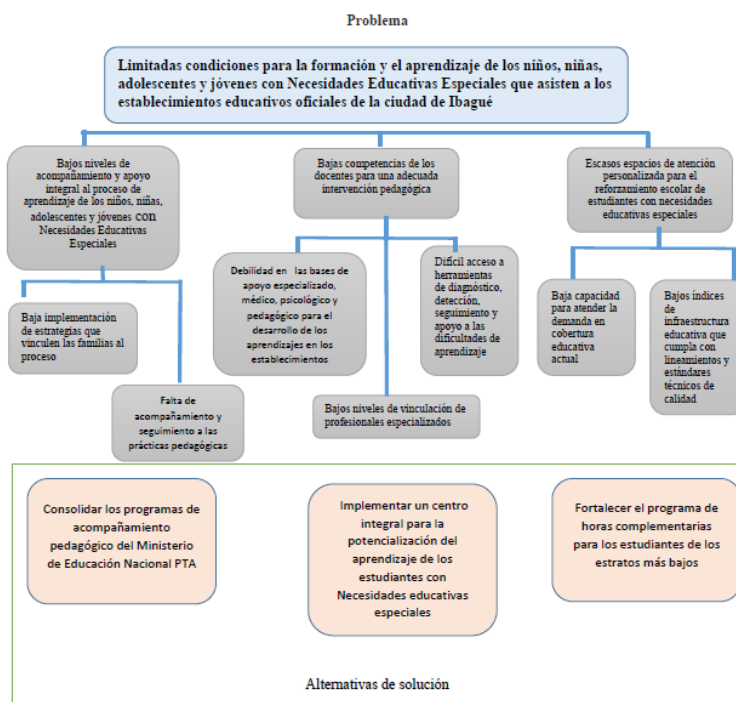 Problema
Limitadas condiciones para la formación y el aprendizaje de los niños, niñas,
adolescentes y jóvenes con Necesidades Educativas Especiales que asisten a los
establecimientos educativos oficiales de la ciudad de Ibagué
Bajos niveles de
acompañamiento y apoyo
integral al proceso de
aprendizaje de los niños, niñas,
adolescentes y jóvenes con
Necesidades Educativas
Especiales
Bajas competencias de los
docentes para una adecuada
intervención pedagógica
Escasos espacios de atención
personalizada para el
reforzamiento escolar de
estudiantes con necesidades
educativas especiales
Baja implementación
de estrategias que
vinculen las familias al
proceso
Falta de
acompañamiento y
seguimiento a las
prácticas pedagógicas
Debilidad en las bases de
apoyo especializado,
médico, psicológico y
pedagógico para el
desarrollo de los
aprendizajes en los
establecimientos
Difícil acceso a
herramientas
de diagnóstico,
detección,
seguimiento y
apoyo a las
dificultades de
aprendizaje
Bajos niveles de vinculación de
profesionales especializados
Baja capacidad
para atender la
demanda en
cobertura
educativa
actual
Bajos índices de
infraestructura
educativa que
cumpla con
lineamientos y
estándares
técnicos de
calidad
Consolidar los programas de
acompañamiento
pedagógico del Ministerio
de Educación Nacional PTA
Implementar un centro
integral para la
potencialización del
aprendizaje de los
estudiantes con
Necesidades educativas
especiales
Fortalecer el programa de
horas complementarias
para los estudiantes de los
estratos más bajos
Alternativas de solución